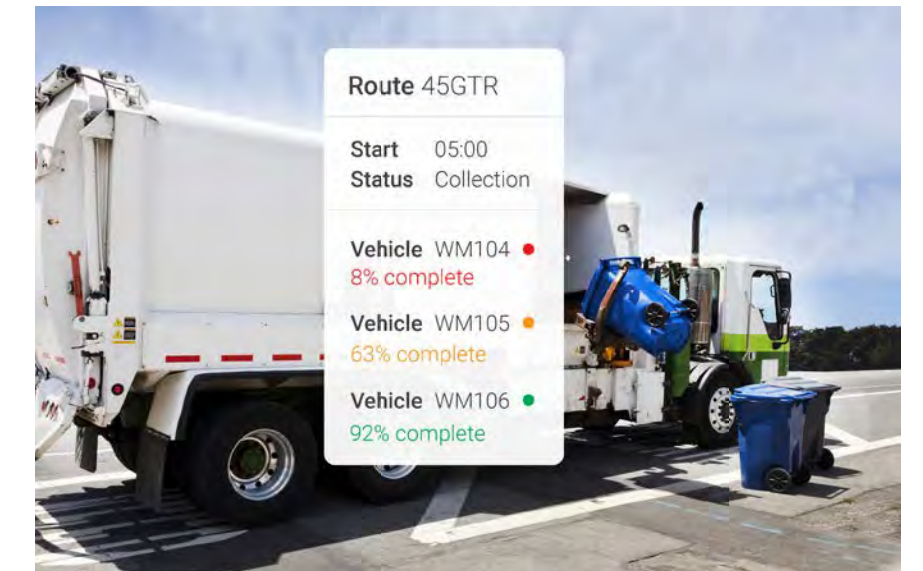 Route 45GTR
Start 05:00
Status Collection
Vehicle WM104
8% complete
Vehicle WM105
63% complete
Vehicle WM106
92% complete